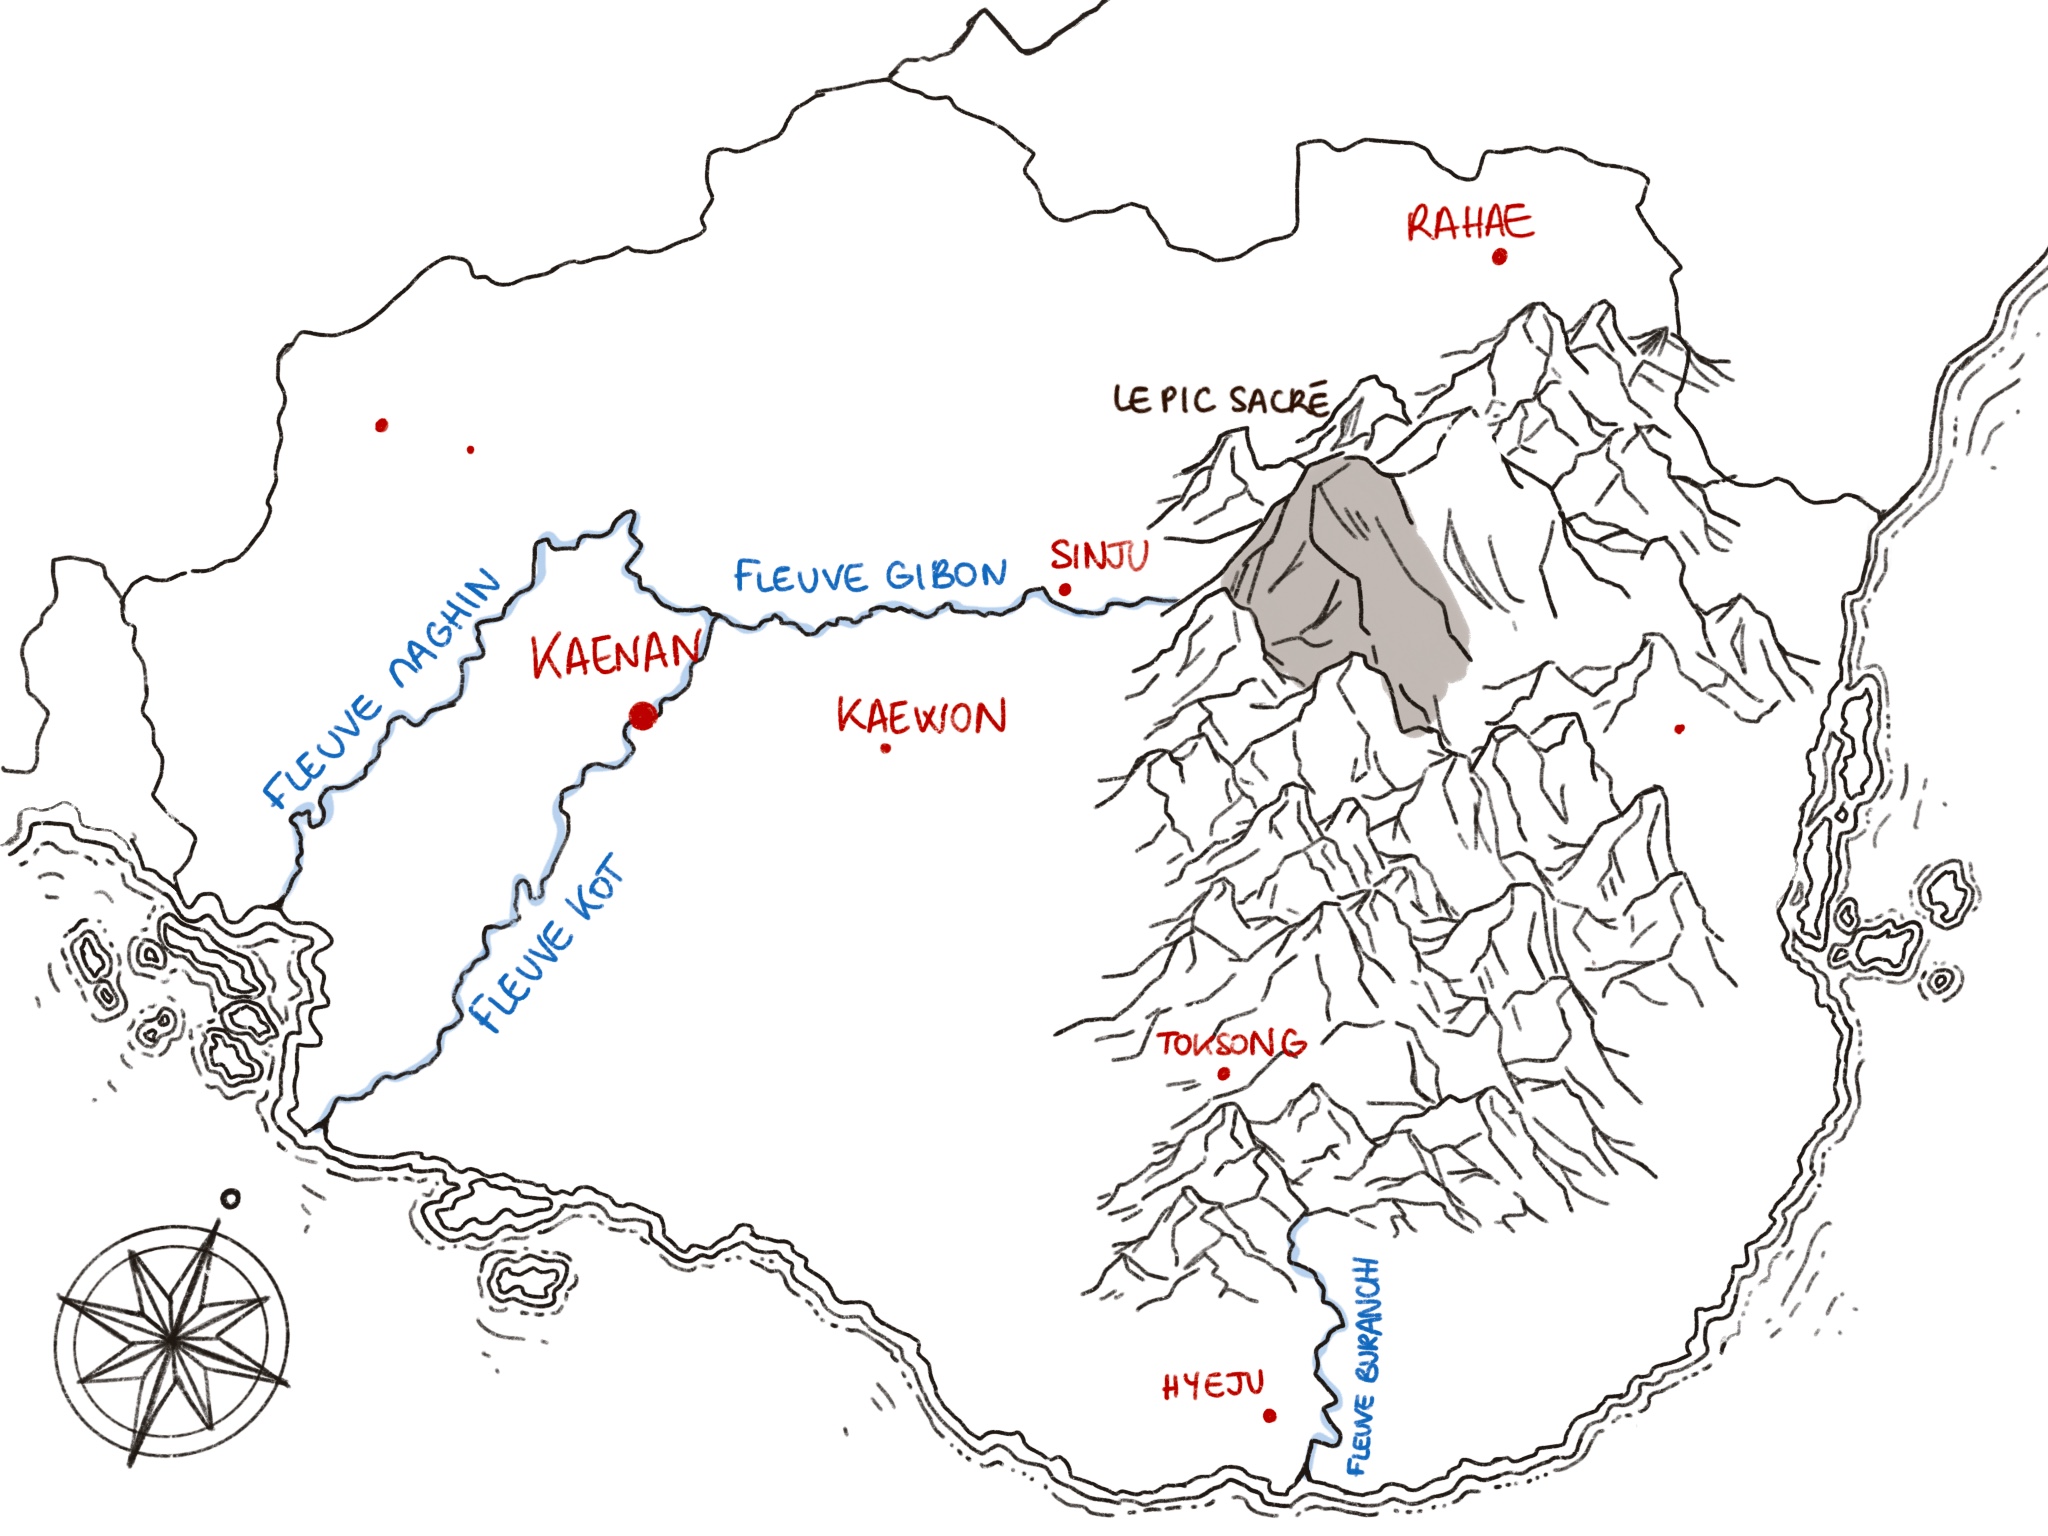 RAHAE
LE PIC SACRÉ
SINJU
FLEUVE GIBON
FLEUVE NAGHIN
KAENAN
KAEWON
FLEUVE KOT
TOKSONG
FLEUVE BURANCHI
HYEJU